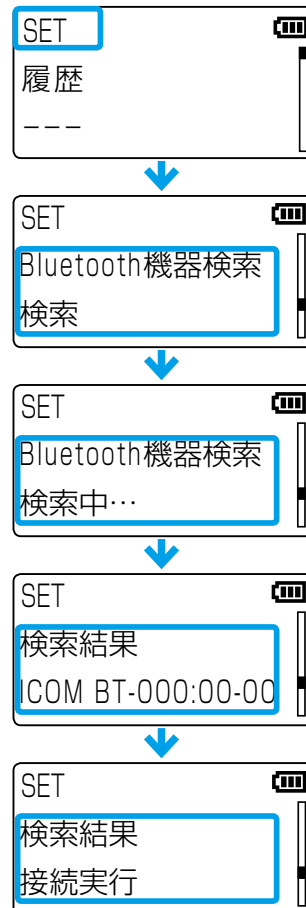 SET
履歴
---
SET
Bluetooth機器検索
検索
SET
Bluetooth機器検索
検索中…
SET
検索結果
ICOM BT-000:00-00
SET
検索結果
接続実行